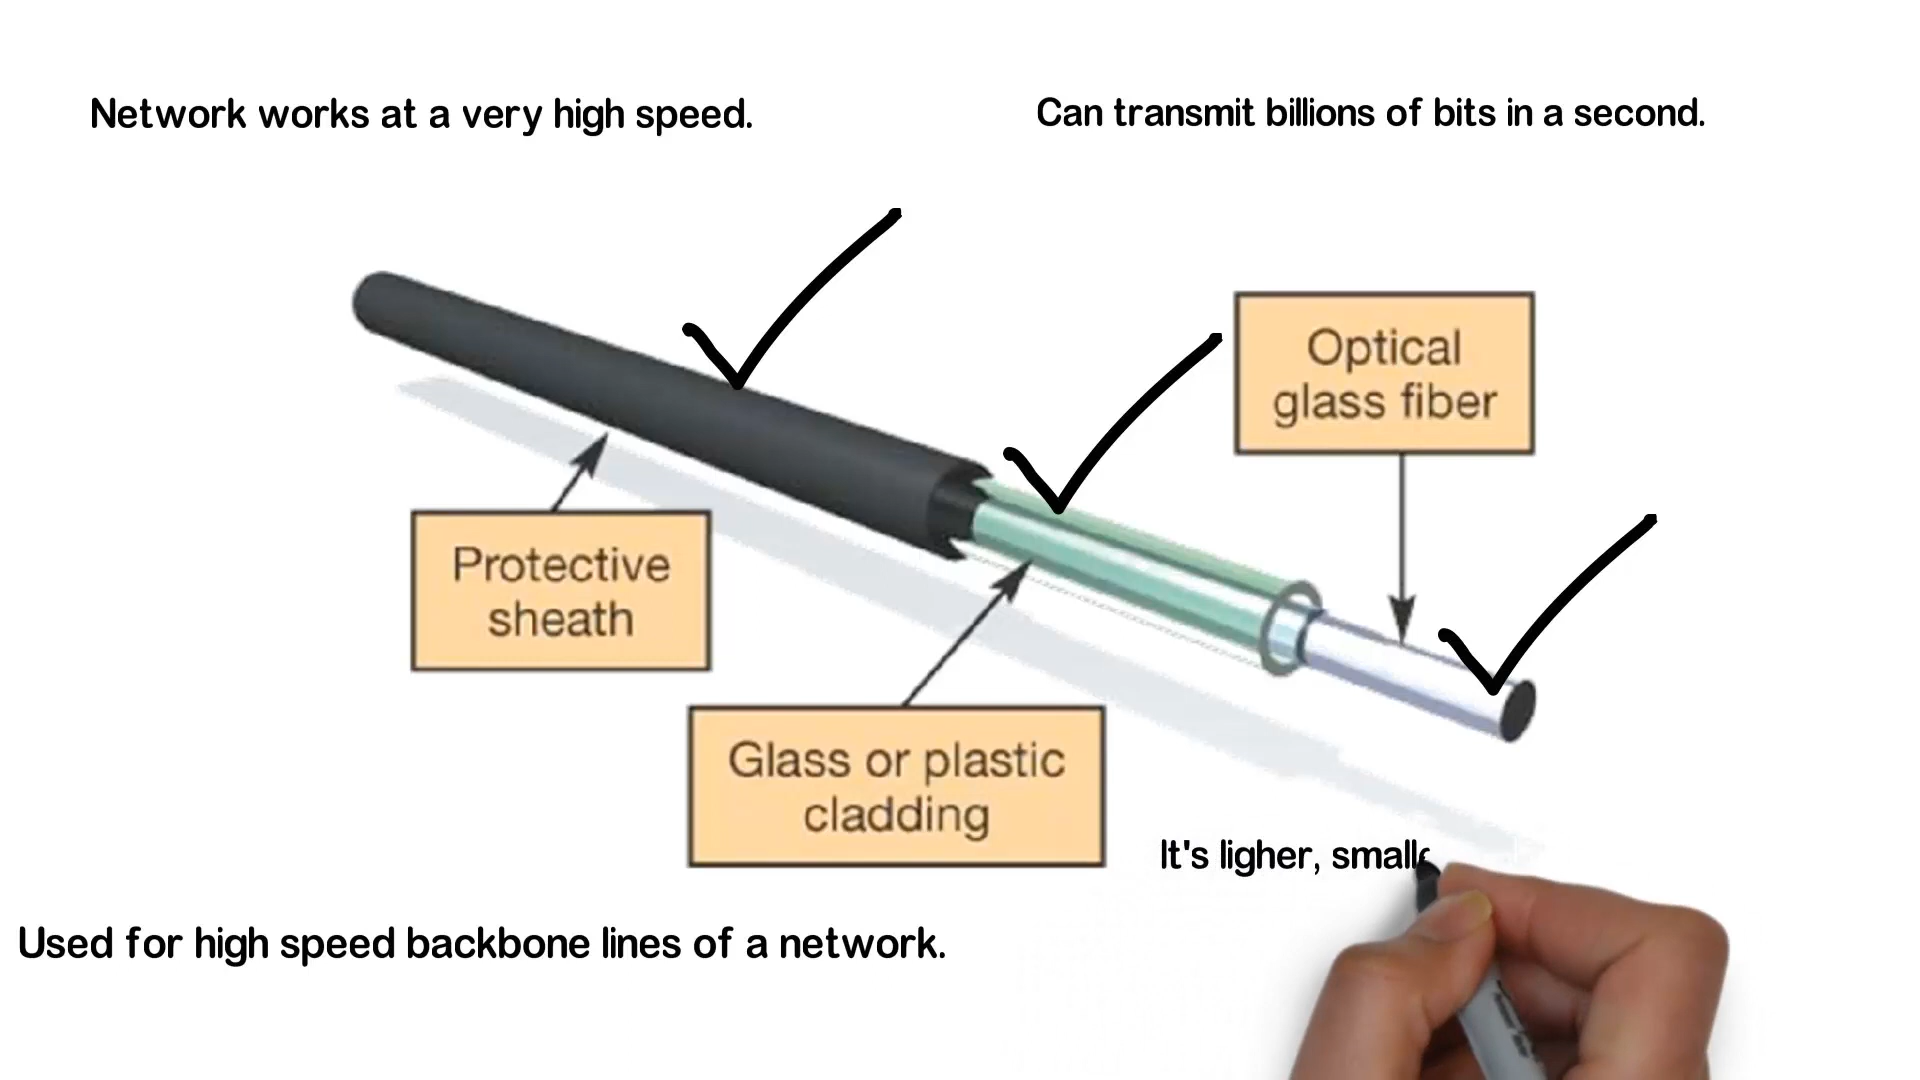 Network works at a very high speed.
Can transmit billions of bits in a second.
Optical
glass fiber
Protective
sheath
Glass or plastic
cladding
It's ligher,
Used for high speed backbone lines of a network.